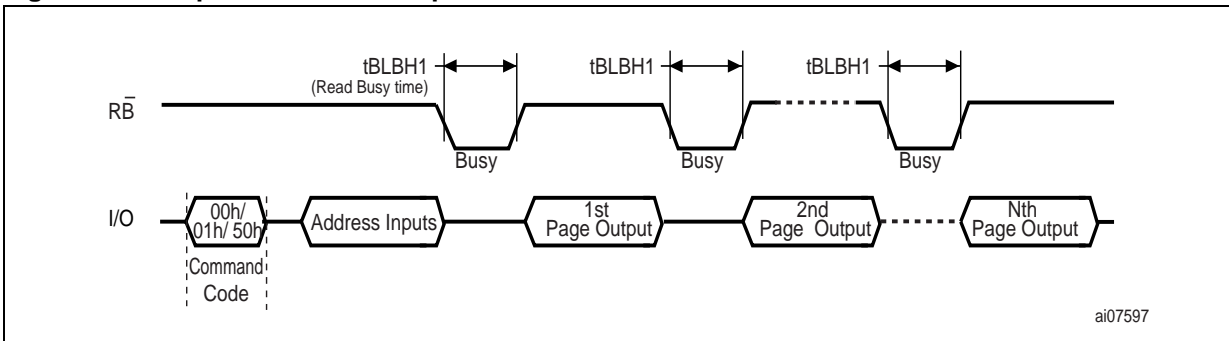 tBLBH1
(Read Busy time)
tBLBH1
tBLBH1
RB̅
Busy
Busy
Busy
I/O
00h/
01h/ 50h
Address Inputs
1st
Page Output
2nd
Page Output
Nth
Page Output
Command
Code
ai07597